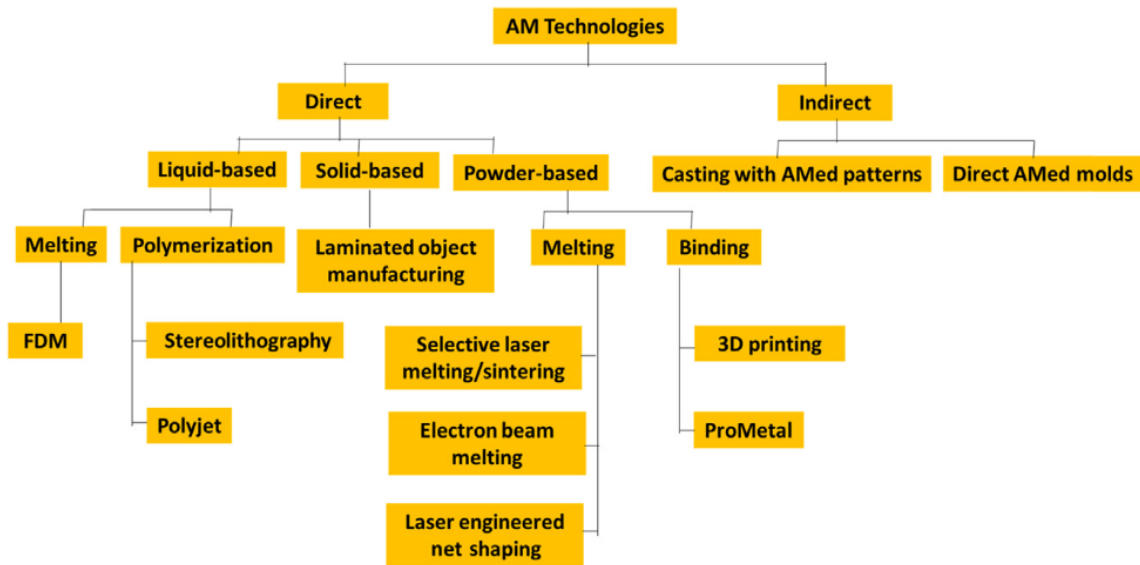 AM Technologies
Direct
Indirect
Liquid-based
Solid-based
Powder-based
Casting with AMed patterns
Direct AMed molds
Melting
Polymerization
Laminated object
manufacturing
Melting
Binding
FDM
Stereolithography
Selective laser
melting/sintering
3D printing
Polyjet
Electron beam
melting
ProMetal
Laser engineered
net shaping